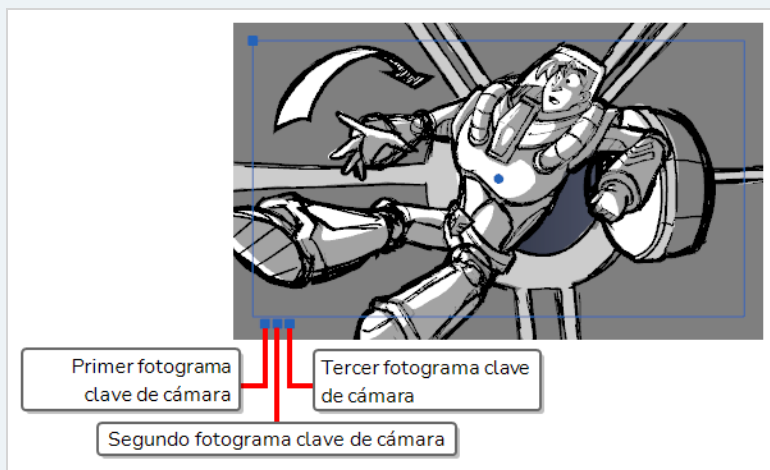 Primer fotograma
clave de cámara
Tercer fotograma clave
de cámara
Segundo fotograma clave de cámara